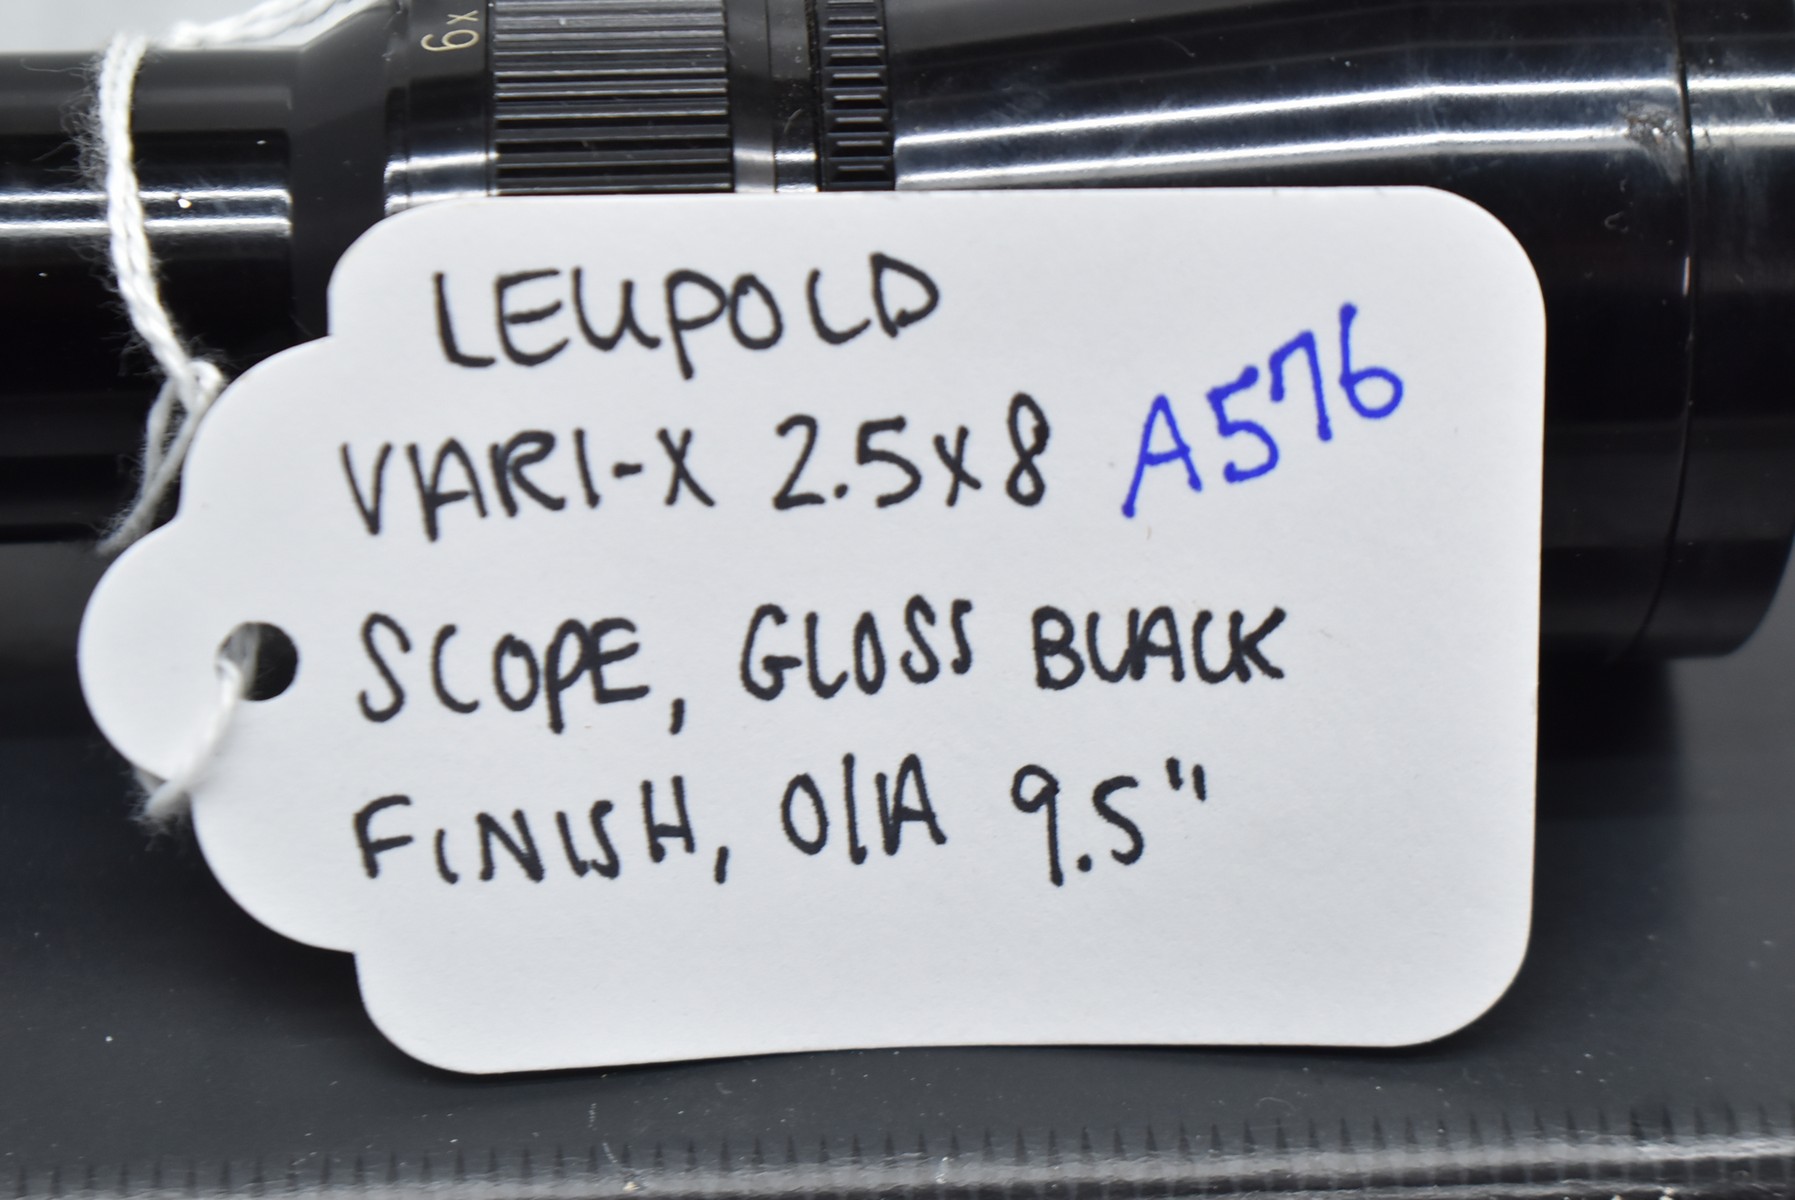 6x
LEUPOLD
VARI-X 2.5x8 A576
SCOPE, GLOSS BLACK
FINISH, O/A 9.5"